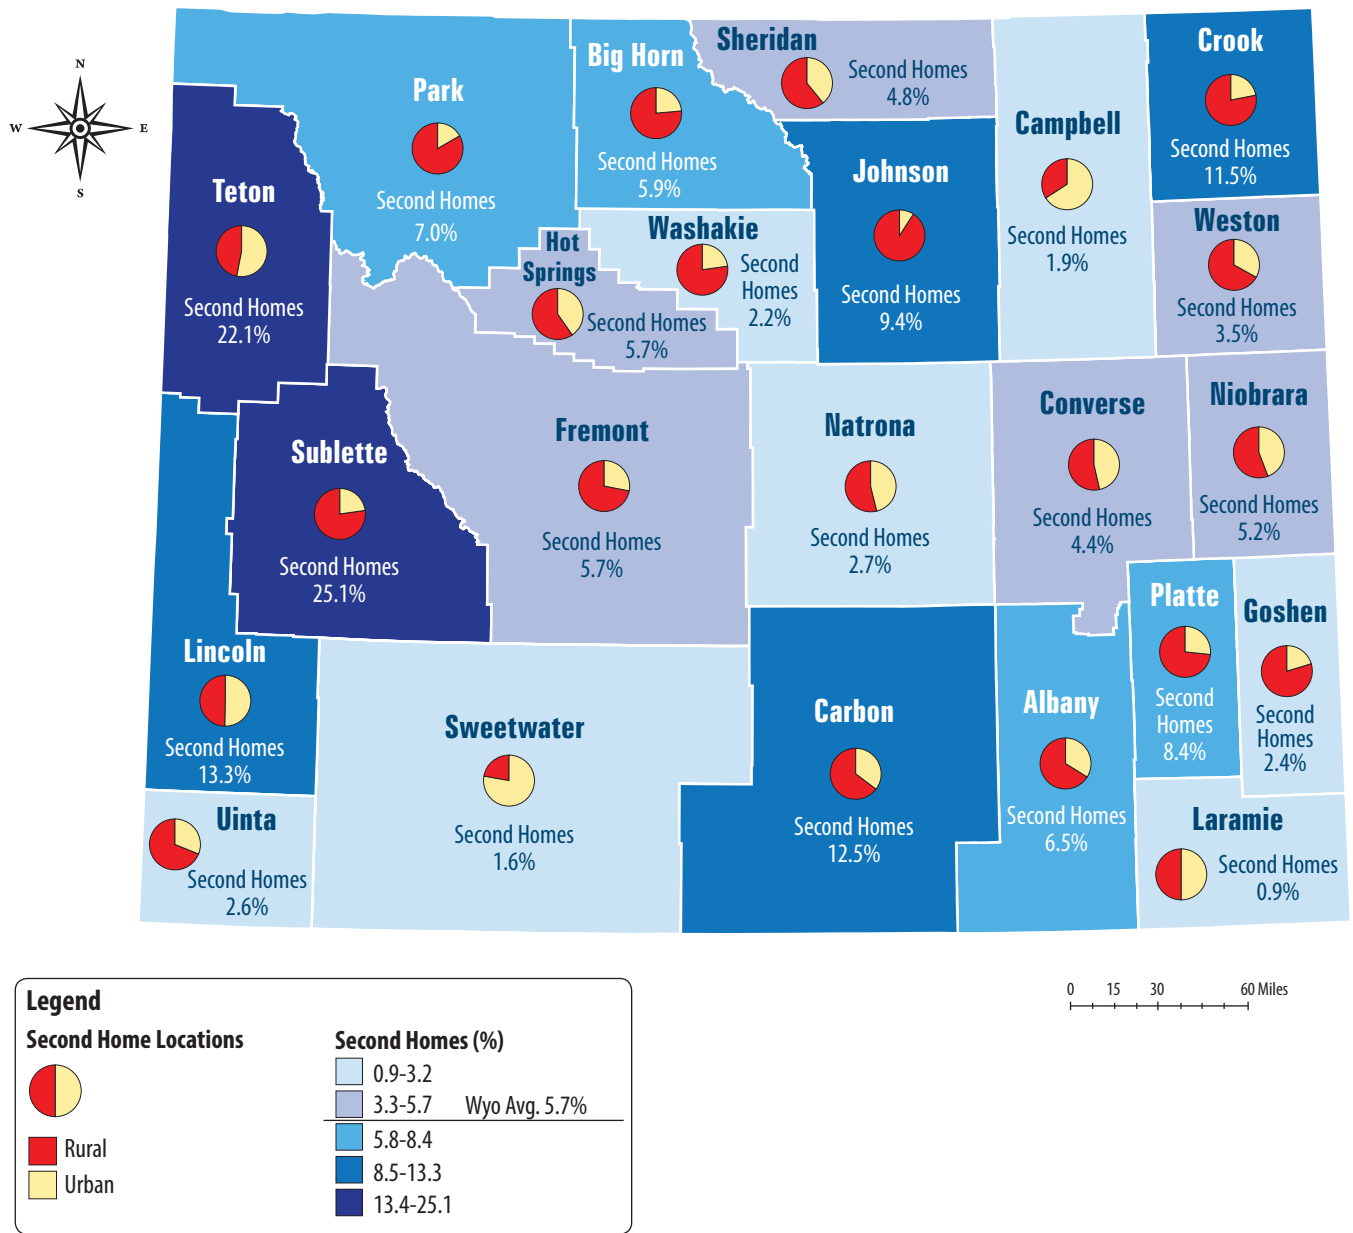 N
W
E
S
Park
Second Homes
7.0%
Big Horn
Second Homes
5.9%
Sheridan
Second Homes
4.8%
Campbell
Second Homes
1.9%
Crook
Second Homes
11.5%
Teton
Second Homes
22.1%
Hot
Springs
Second Homes
5.7%
Washakie
Second
Homes
2.2%
Johnson
Second Homes
9.4%
Weston
Second Homes
3.5%
Sublette
Second Homes
25.1%
Fremont
Second Homes
5.7%
Natrona
Second Homes
2.7%
Converse
Second Homes
4.4%
Niobrara
Second Homes
5.2%
Lincoln
Second Homes
13.3%
Sweetwater
Second Homes
1.6%
Carbon
Second Homes
12.5%
Albany
Second Homes
6.5%
Platte
Second
Homes
8.4%
Goshen
Second
Homes
2.4%
Uinta
Second Homes
2.6%
Laramie
Second Homes
0.9%
0 15 30 60 Miles
Legend
Second Home Locations
Rural
Urban
Second Homes (%)
0.9-3.2
3.3-5.7 Wyo Avg. 5.7%
5.8-8.4
8.5-13.3
13.4-25.1